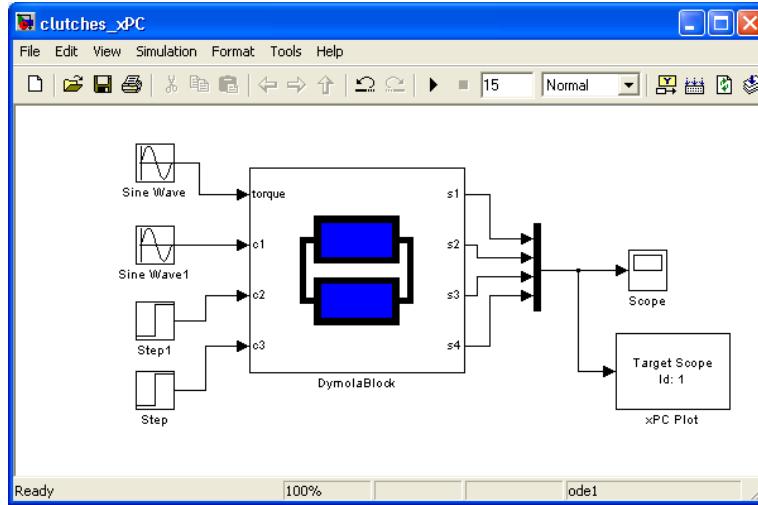 clutches_xPC
File Edit View Simulation Format Tools Help
15 Normal
Sine Wave
Sine Wave1
Step1
Step
torque
c1
c2
c3
s1
s2
s3
s4
DymolaBlock
Scope
Target Scope
Id: 1
xPC Plot
Ready 100% ode1